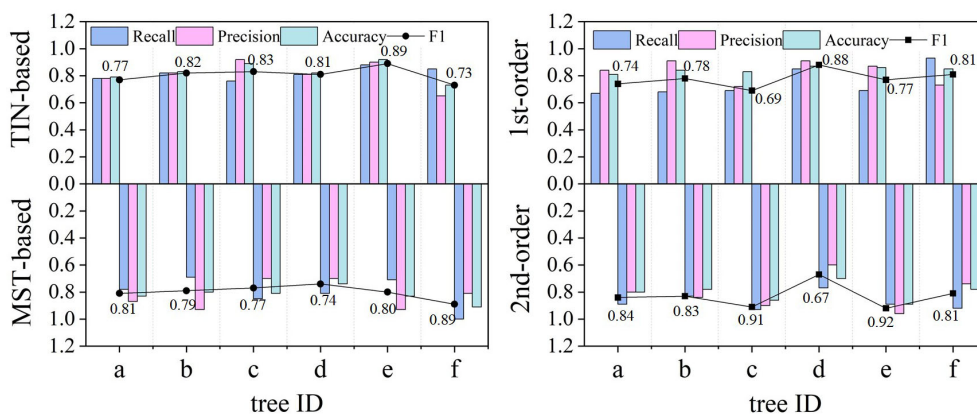 TIN-based
MST-based
1.2
1.0
0.8
0.6
0.4
0.2
0.0
0.2
0.4
0.6
0.8
1.0
1.2
Recall Precision Accuracy F1
0.77 0.82 0.83 0.81 0.89 0.73
0.81 0.79 0.77 0.74 0.80 0.89
a b c d e f
tree ID
1st-order
2nd-order
1.2
1.0
0.8
0.6
0.4
0.2
0.0
0.2
0.4
0.6
0.8
1.0
1.2
Recall Precision Accuracy F1
0.74 0.78 0.69 0.88 0.77 0.81
0.84 0.83 0.91 0.67 0.92 0.81
a b c d e f
tree ID